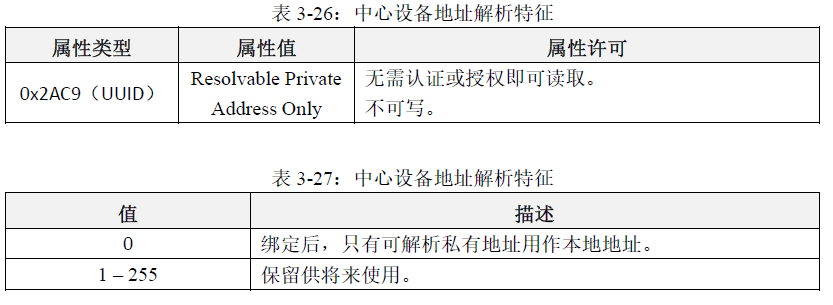 表 3-26：中心设备地址解析特征
属性类型 属性值 属性许可
0x2AC9（UUID） Resolvable Private Address Only 无需认证或授权即可读取。
不可写。
表 3-27：中心设备地址解析特征
值 描述
0 绑定后，只有可解析私有地址用作本地地址。
1 – 255 保留供将来使用。